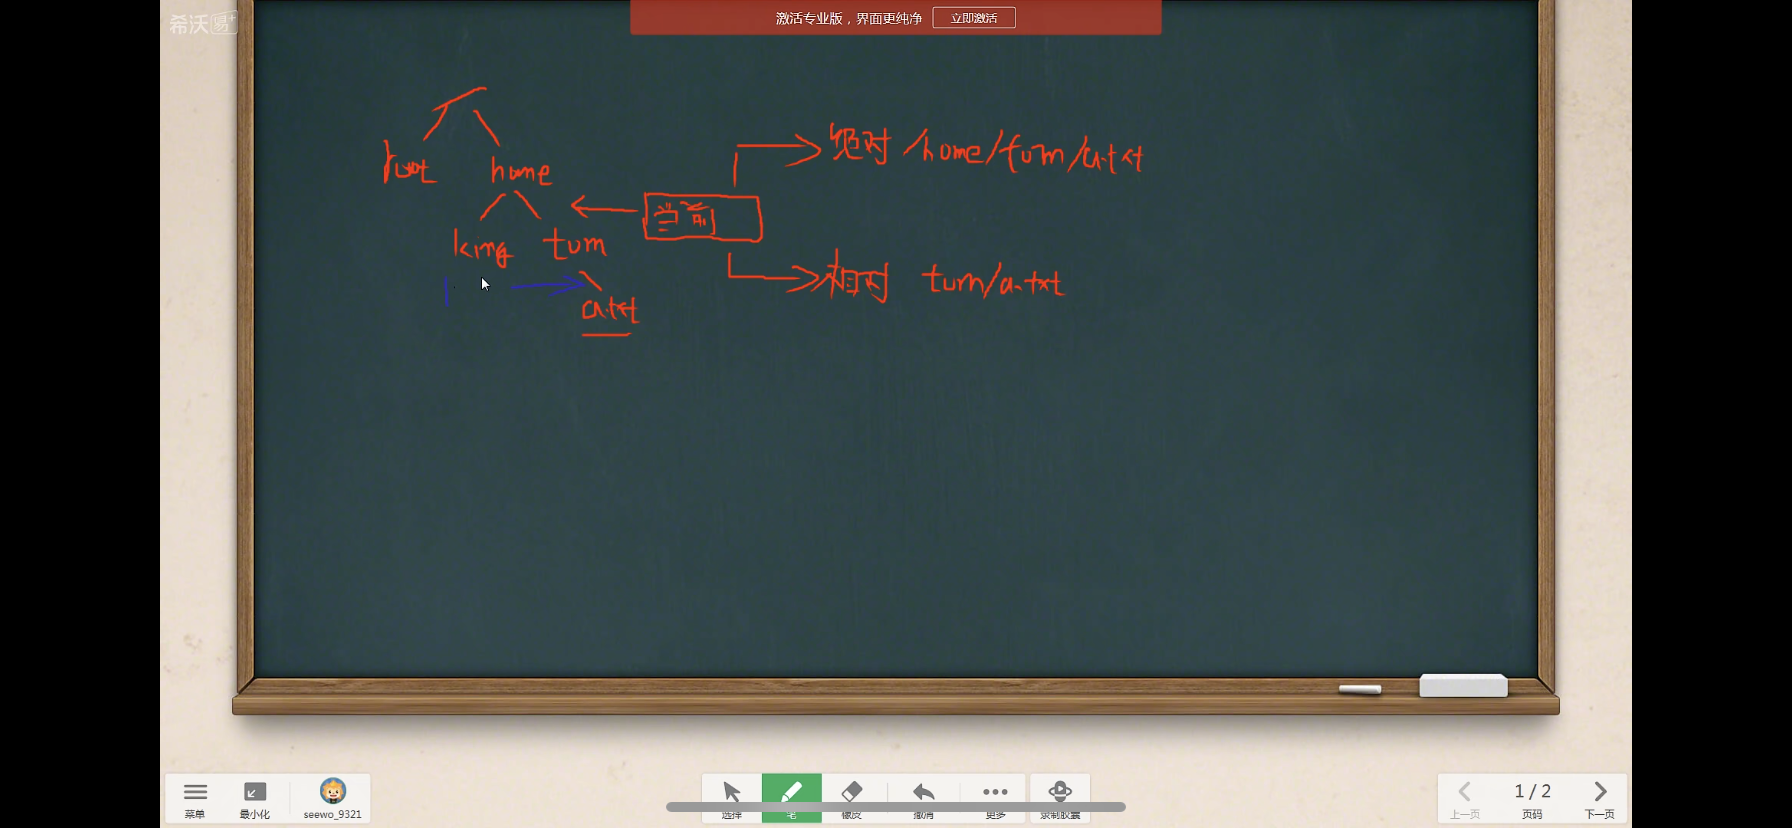 希沃易+
激活专业版，界面更纯净 立即激活
/
root home
绝对 /home/tom/a.txt
当前
king tom
相对 tom/a.txt
a.txt
菜单 最小化 seewo_9321
选择 笔 橡皮 撤消 更多 录制胶囊
上一页 1 / 2 页码 下一页